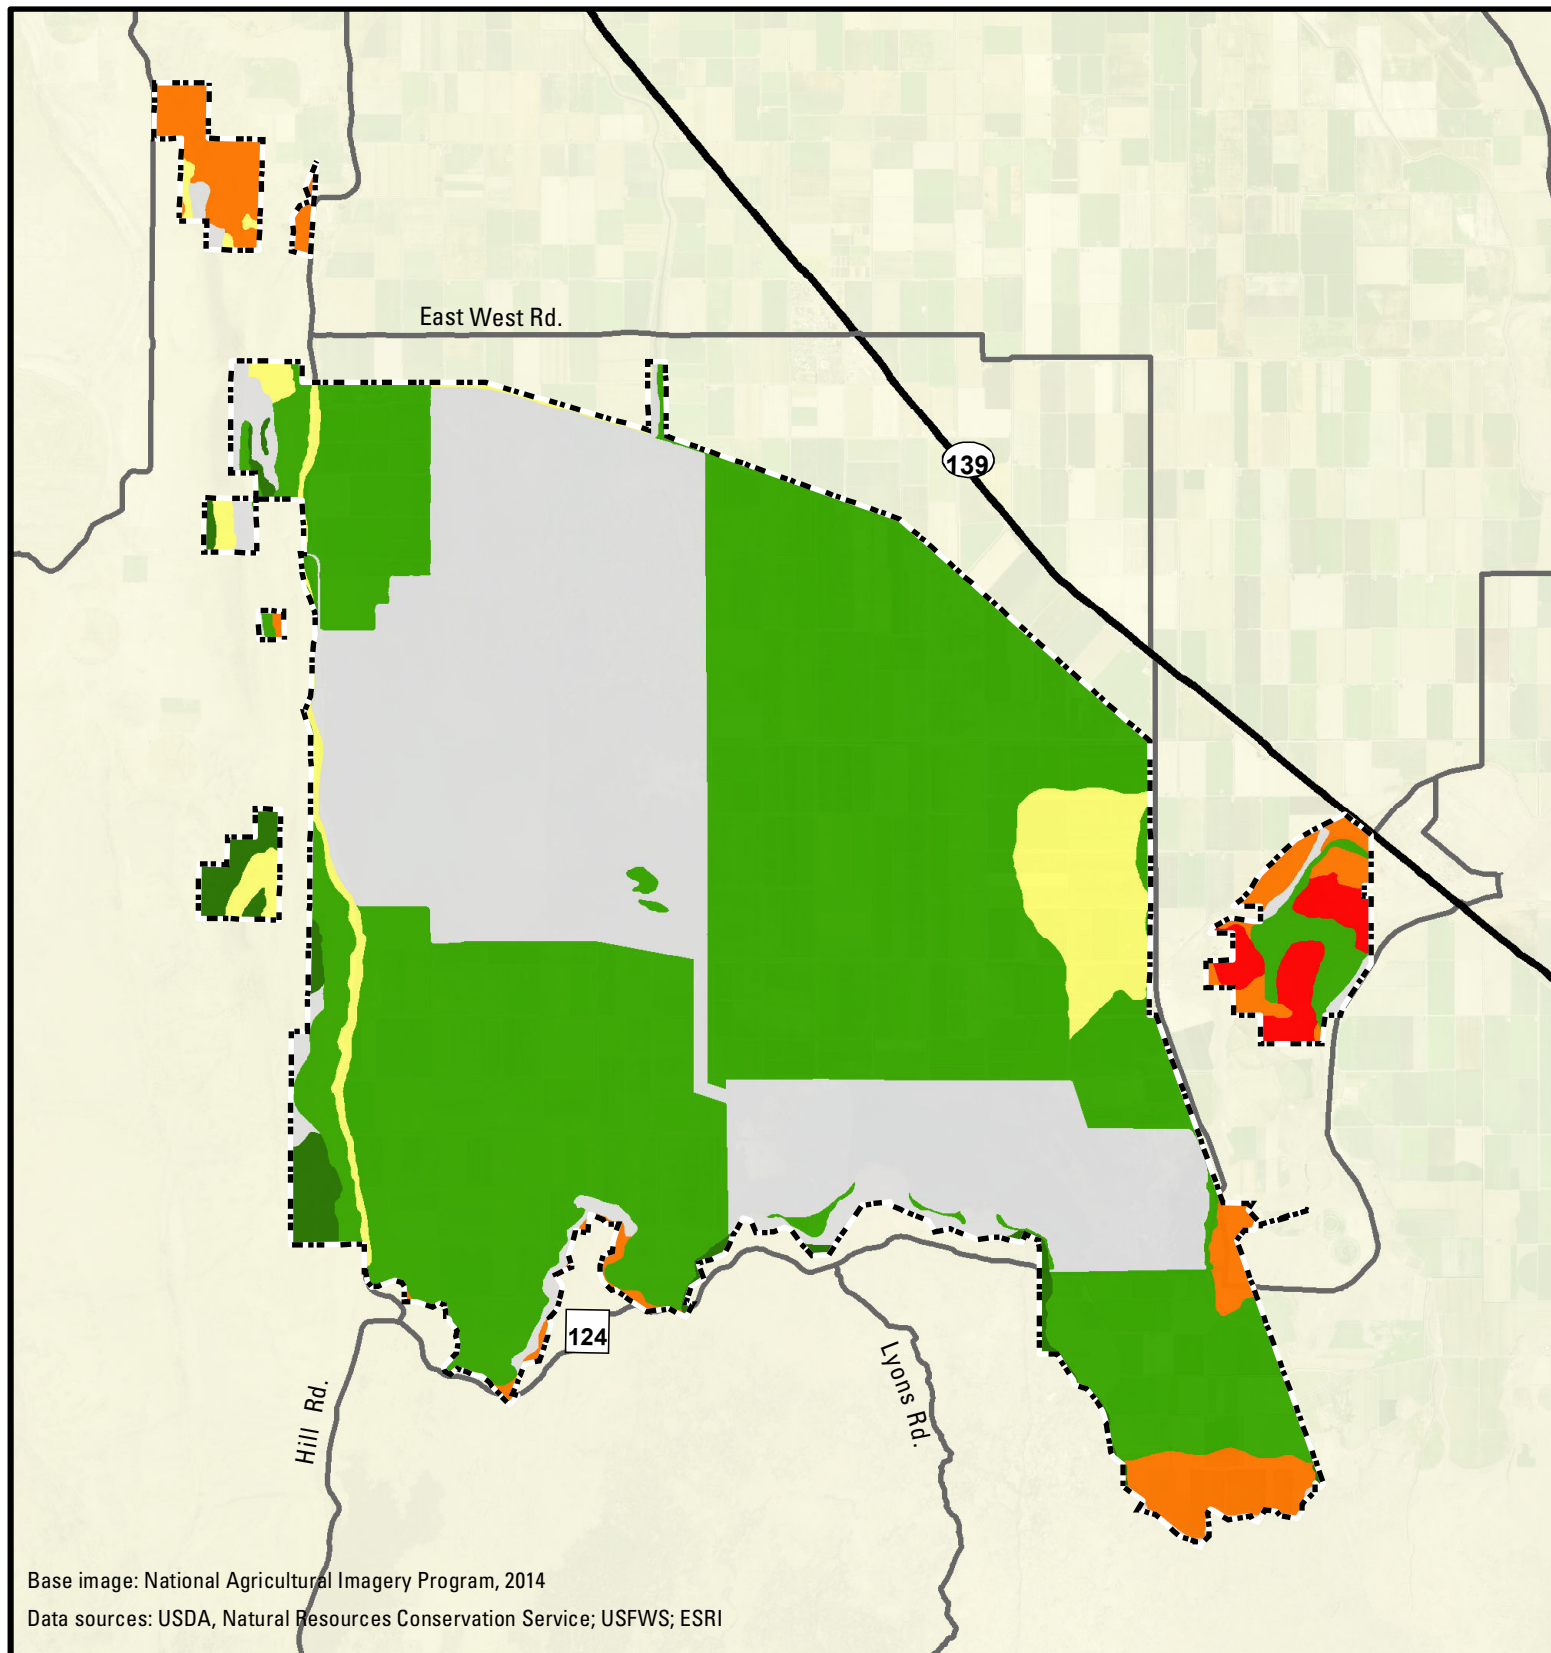 East West Rd.
139
124
Lyons Rd.
Hill Rd.
Base image: National Agricultural Imagery Program, 2014
Data sources: USDA, Natural Resources Conservation Service; USFWS; ESRI